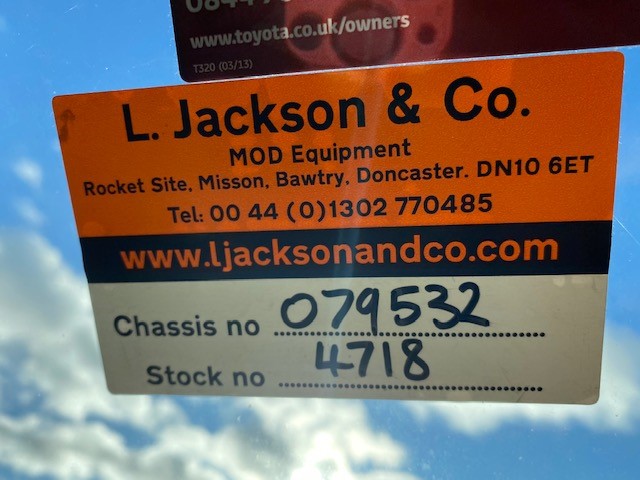 www.toyota.co.uk/owners
T320 (03/13)
L. Jackson & Co.
MOD Equipment
Rocket Site, Misson, Bawtry, Doncaster. DN10 6ET
Tel: 00 44 (0)1302 770485
www.ljacksonandco.com
Chassis no 079532
Stock no 4718